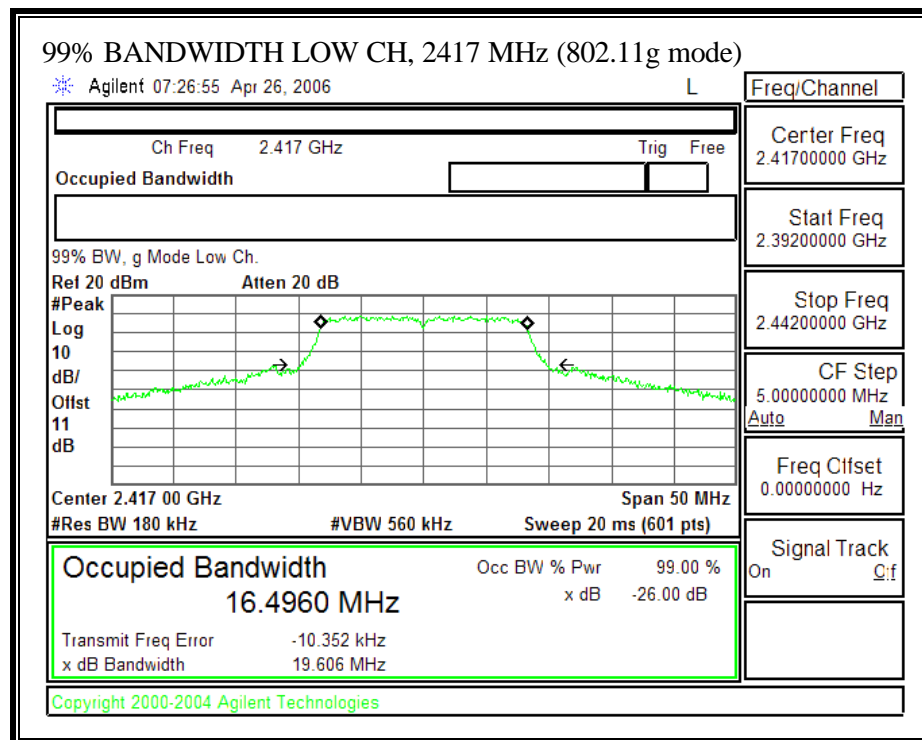 99% BANDWIDTH LOW CH, 2417 MHz (802.11g mode)
Agilent 07:26:55 Apr 26, 2006 L
Freq/Channel
Ch Freq 2.417 GHz Trig Free
Occupied Bandwidth
Center Freq
2.41700000 GHz
Start Freq
2.39200000 GHz
99% BW, g Mode Low Ch.
Ref 20 dBm Atten 20 dB
#Peak
Log
10
dB/
Offst
11
dB
Stop Freq
2.44200000 GHz
CF Step
5.00000000 MHz
Auto Man
Freq Offset
0.00000000 Hz
Center 2.417 00 GHz Span 50 MHz
#Res BW 180 kHz #VBW 560 kHz Sweep 20 ms (601 pts)
Signal Track
On Off
Occupied Bandwidth
16.4960 MHz
Occ BW % Pwr 99.00 %
x dB -26.00 dB
Transmit Freq Error -10.352 kHz
x dB Bandwidth 19.606 MHz
Copyright 2000-2004 Agilent Technologies